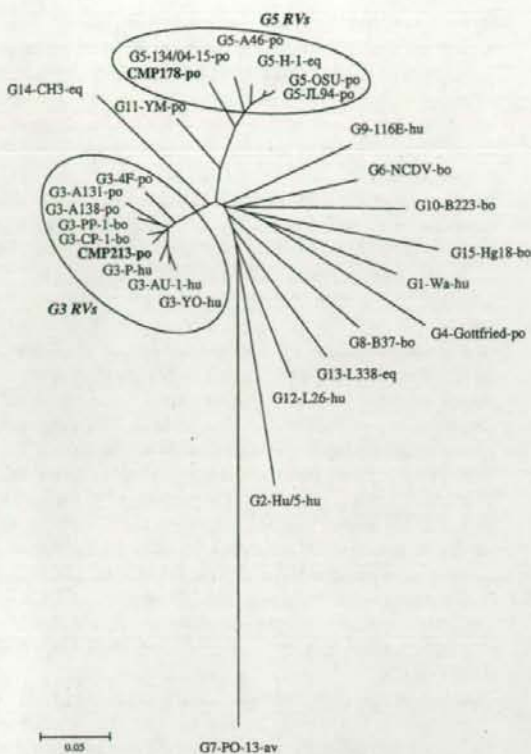 G5 RVs
G5-A46-po
G5-134/04-15-po
G5-H-1-eq
CMP178-po
G5-OSU-po
G14-CH3-eq
G5-JL94-po
G11-YM-po
G9-116E-hu
G6-NCDV-bo
G3-4F-po
G3-A131-po
G10-B223-bo
G3-A138-po
G3-PP-1-bo
G3-CP-1-bo
G15-Hg18-bo
CMP213-po
G3-P-hu
G1-Wa-hu
G3-AU-1-hu
G3-YO-hu
G3 RVs
G4-Gottfried-po
G8-B37-bo
G13-L338-eq
G12-L26-hu
G2-Hu/5-hu
0.05
G7-PO-13-av